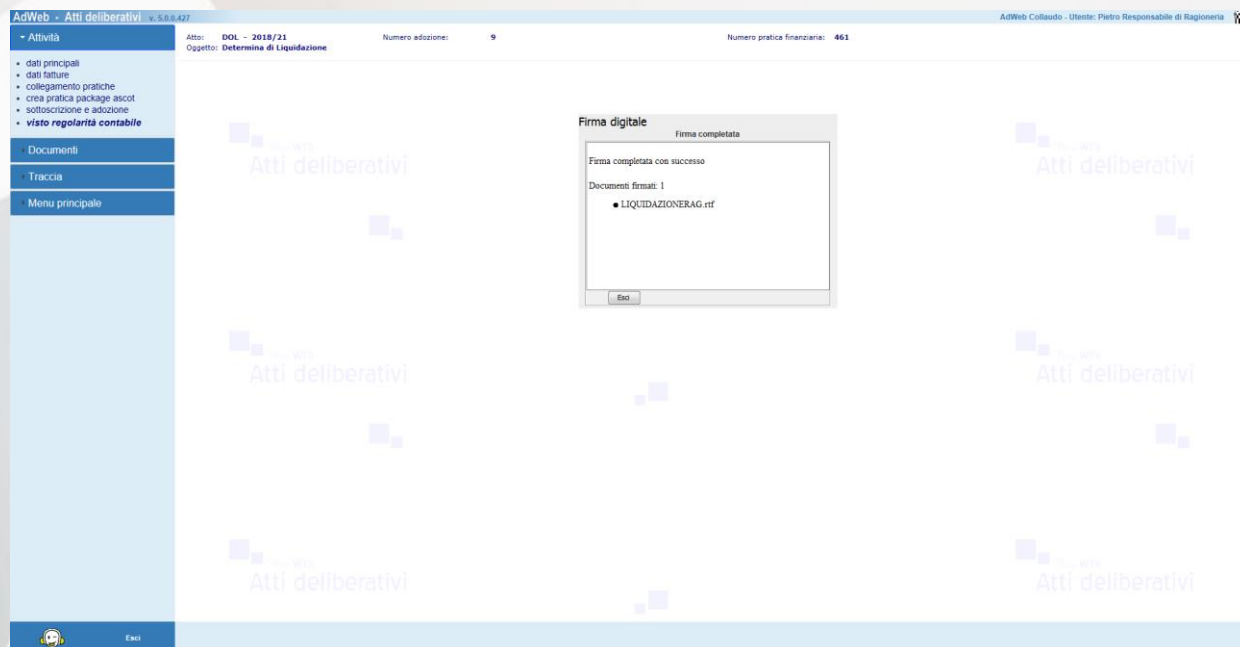 AdWeb - Atti deliberativi v. 5.0.0.427
AdWeb Collaudo - Utente: Pietro Responsabile di Ragioneria
Attività
dati principali
dati fatture
collegamento pratiche
crea pratica package ascot
sottoscrizione e adozione
visto regolarità contabile
Documenti
Traccia
Menu principale
Atto: DOL - 2018/21 Numero adozione: 9 Numero pratica finanziaria: 461
Oggetto: Determina di Liquidazione
Firma digitale
Firma completata
Firma completata con successo
Documenti firmati: 1
LIQUIDAZIONERAG.rtf
Esci
Atti deliberativi
Atti deliberativi
Atti deliberativi
Atti deliberativi
Atti deliberativi
Atti deliberativi
Esci